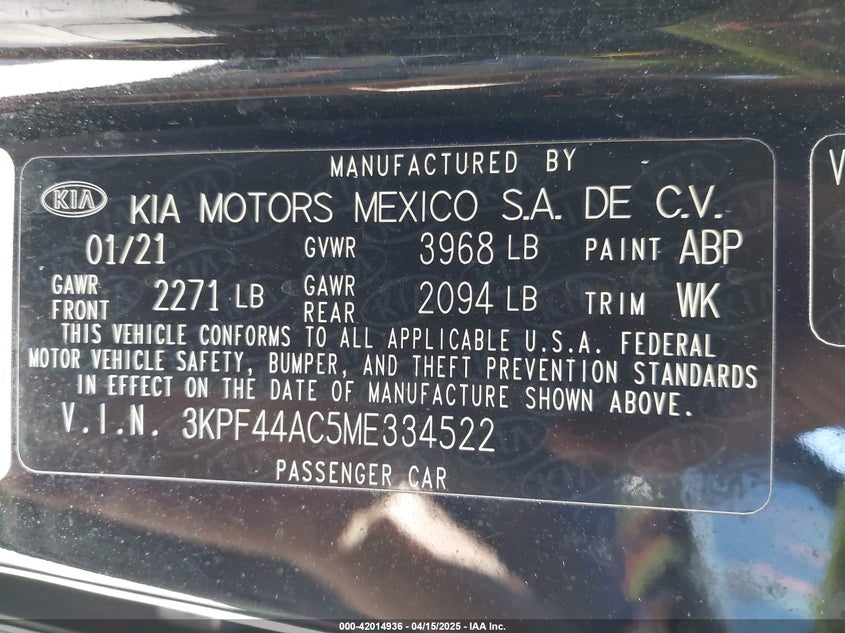 MANUFACTURED BY
KIA KIA MOTORS MEXICO S.A. DE C.V.
01/21 GVWR 3968 LB PAINT ABP
GAWR FRONT 2271 LB GAWR REAR 2094 LB TRIM WK
THIS VEHICLE CONFORMS TO ALL APPLICABLE U.S.A. FEDERAL
MOTOR VEHICLE SAFETY, BUMPER, AND THEFT PREVENTION STANDARDS
IN EFFECT ON THE DATE OF MANUFACTURE SHOWN ABOVE.
V.I.N. 3KPF44AC5ME334522
PASSENGER CAR
000-42014936 - 04/15/2025 - IAA Inc.